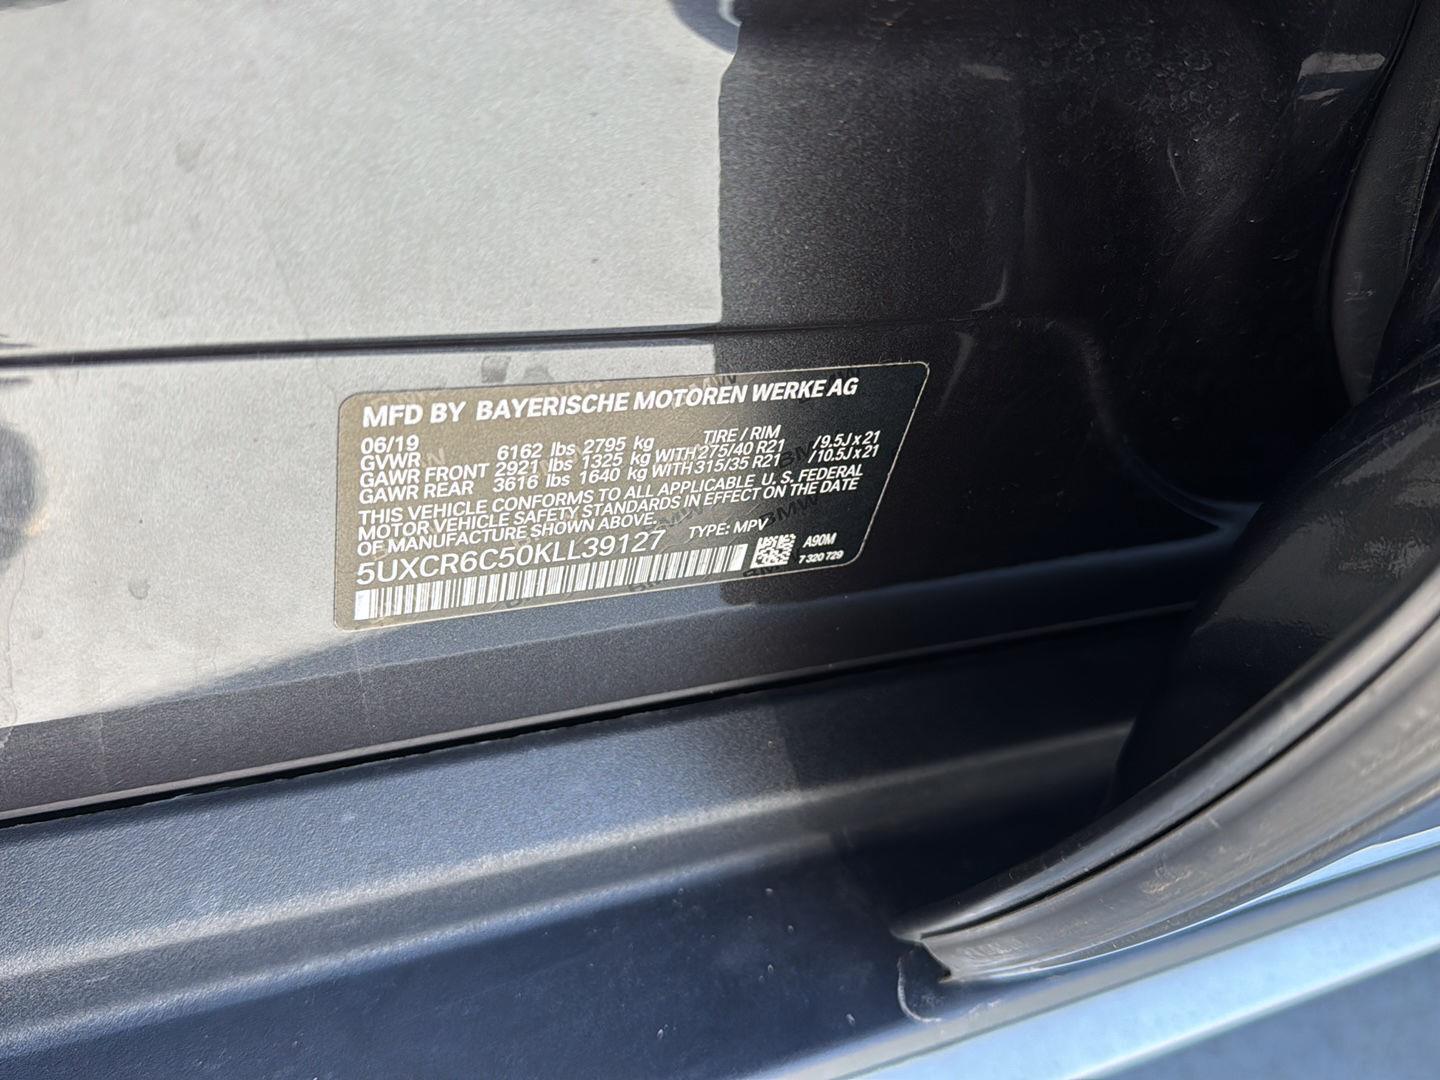 MFD BY BAYERISCHE MOTOREN WERKE AG
06/19 TIRE / RIM
GVWR 6162 lbs 2795 kg
GAWR FRONT 2921 lbs 1325 kg WITH 275/40 R21 /9.5J x 21
GAWR REAR 3616 lbs 1640 kg WITH 315/35 R21 /10.5J x 21
THIS VEHICLE CONFORMS TO ALL APPLICABLE U. S. FEDERAL
MOTOR VEHICLE SAFETY STANDARDS IN EFFECT ON THE DATE
OF MANUFACTURE SHOWN ABOVE.
TYPE: MPV
5UXCR6C50KLL39127
A90M
7 320 729